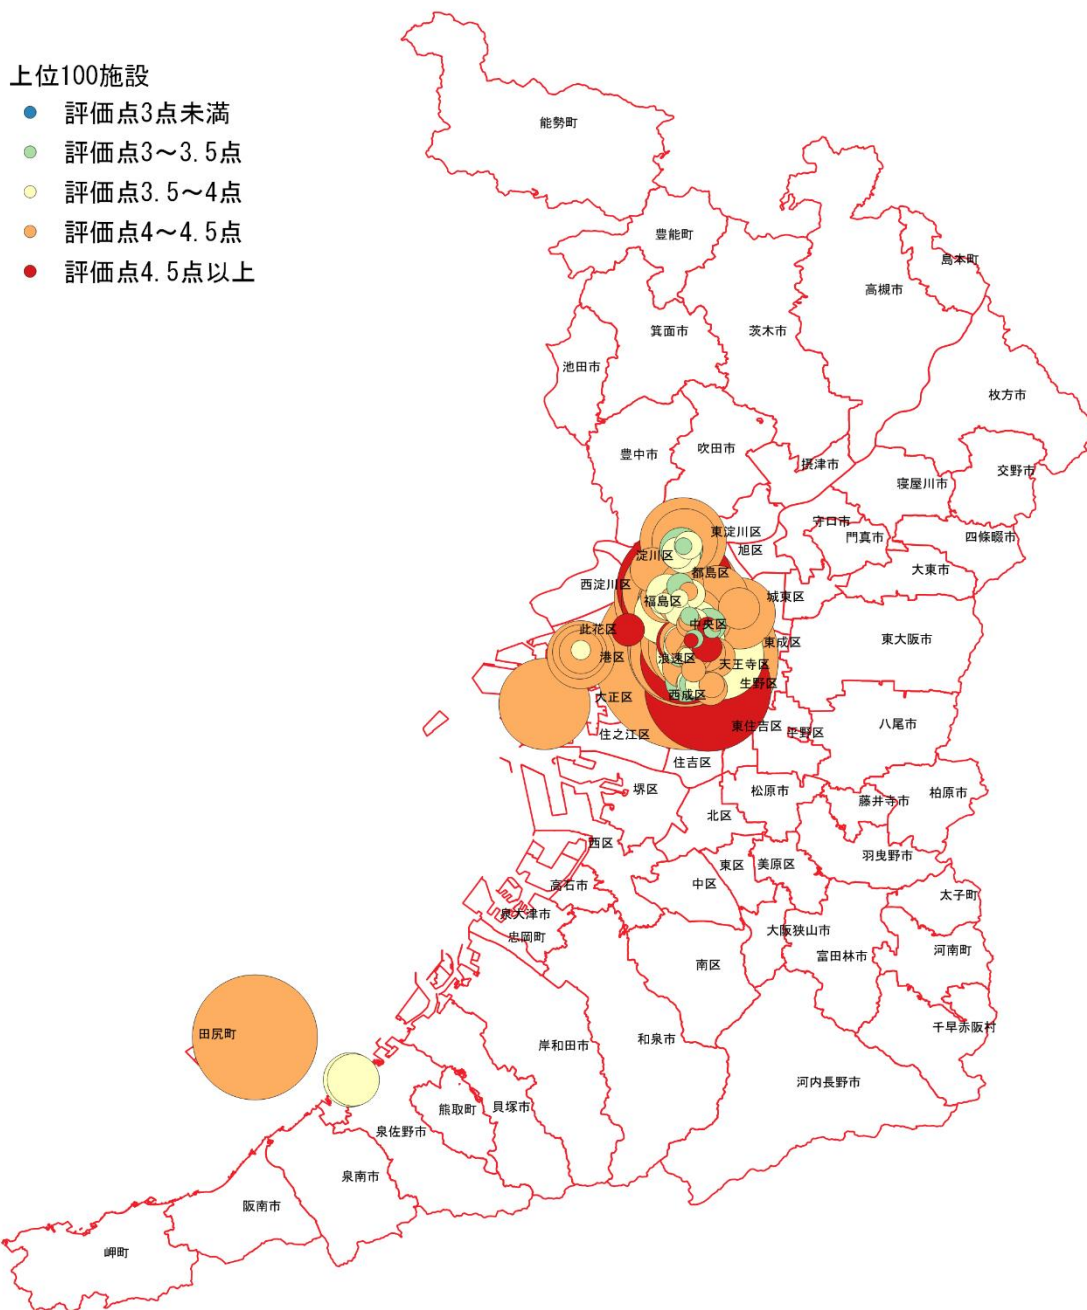 上位100施設
評価点3点未満
評価点3～3.5点
評価点3.5～4点
評価点4～4.5点
評価点4.5点以上
能勢町
豊能町
島本町
高槻市
箕面市
茨木市
池田市
枚方市
豊中市
吹田市
摂津市
交野市
寝屋川市
守口市
東淀川区
門真市
四條畷市
旭区
淀川区
大東市
都島区
西淀川区
城東区
福島区
中央区
此花区
東成区
東大阪市
港区
浪速区
天王寺区
生野区
大正区
西成区
八尾市
東住吉区
平野区
住之江区
住吉区
堺区
松原市
柏原市
藤井寺市
北区
西区
羽曳野市
東区
美原区
高石市
中区
太子町
泉大津市
大阪狭山市
忠岡町
河南町
富田林市
南区
千早赤阪村
田尻町
和泉市
岸和田市
河内長野市
貝塚市
熊取町
泉佐野市
泉南市
阪南市
岬町